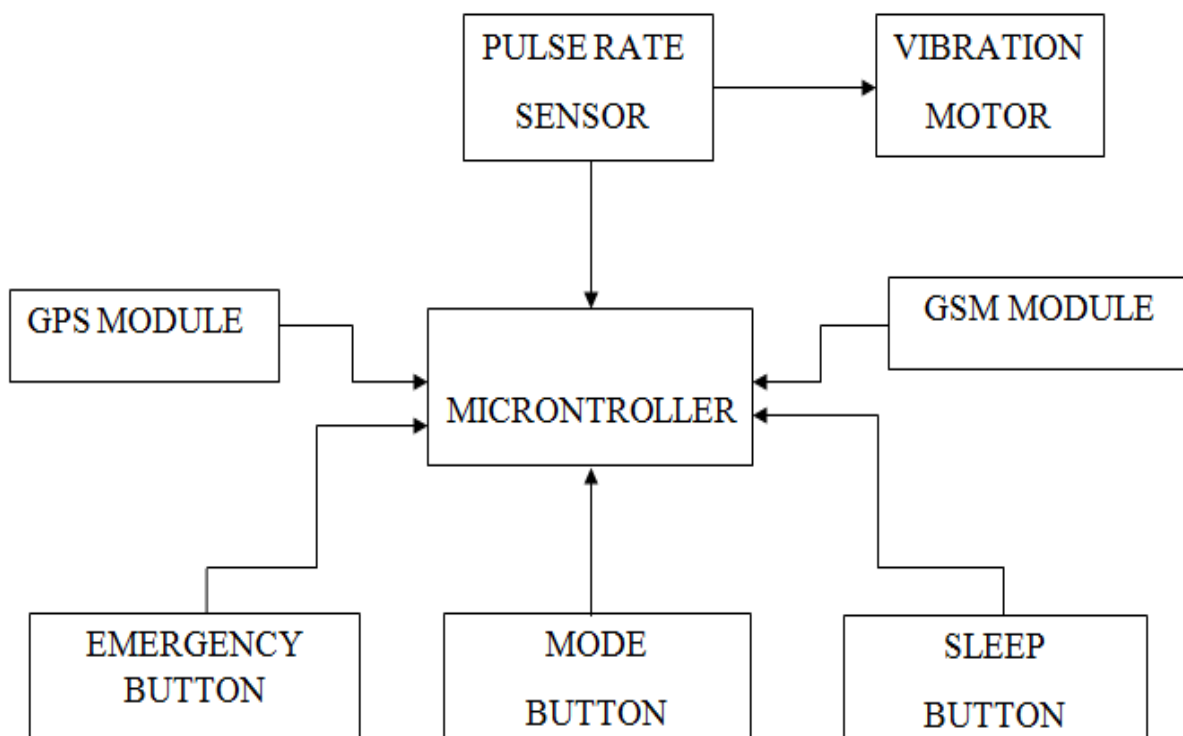 PULSE RATE
SENSOR
VIBRATION
MOTOR
GPS MODULE
GSM MODULE
MICRONTROLLER
EMERGENCY
BUTTON
MODE
BUTTON
SLEEP
BUTTON